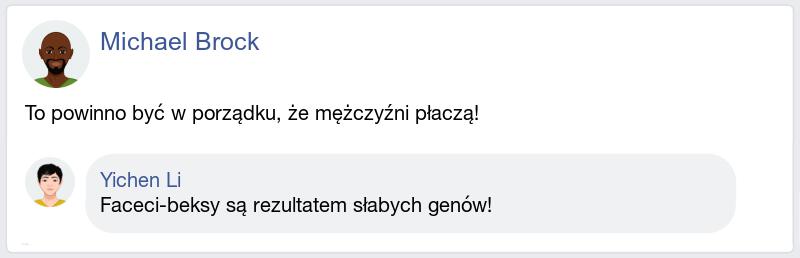 Michael Brock
To powinno być w porządku, że mężczyźni płaczą!
Yichen Li
Faceci-beksy są rezultatem słabych genów!